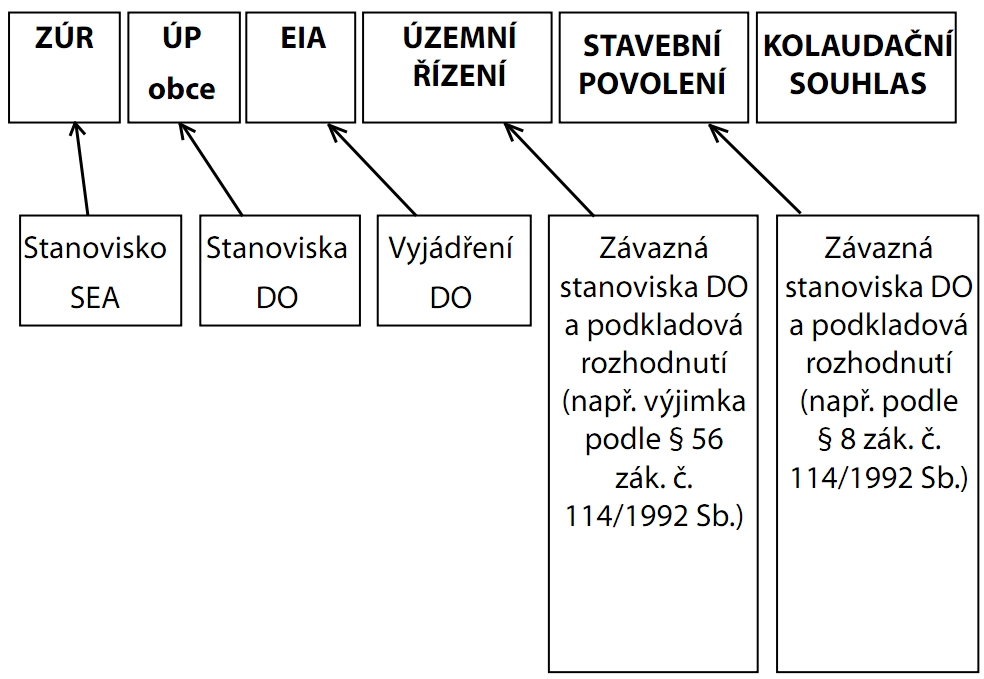 ZÚR
ÚP
obce
EIA
ÚZEMNÍ
ŘÍZENÍ
STAVEBNÍ
POVOLENÍ
KOLAUDAČNÍ
SOUHLAS
Stanovisko
SEA
Stanoviska
DO
Vyjádření
DO
Závazná
stanoviska DO
a podkladová
rozhodnutí
(např. výjimka
podle § 56
zák. č.
114/1992 Sb.)
Závazná
stanoviska DO
a podkladová
rozhodnutí
(např. podle
§ 8 zák. č.
114/1992 Sb.)